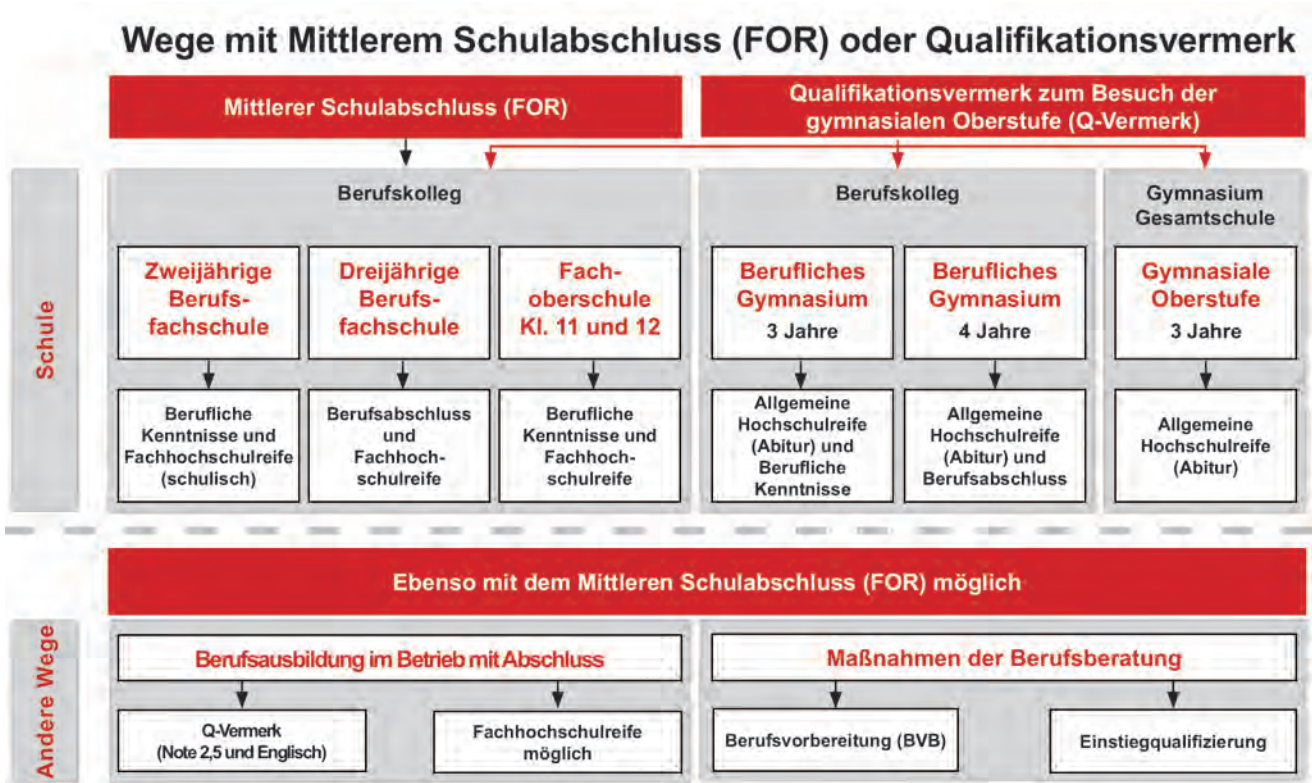 Wege mit Mittlerem Schulabschluss (FOR) oder Qualifikationsvermerk
Mittlerer Schulabschluss (FOR)
Qualifikationsvermerk zum Besuch der
gymnasialen Oberstufe (Q-Vermerk)
Schule
Berufskolleg
Zweijährige
Berufs-
fachschule
Dreijährige
Berufs-
fachschule
Fach-
oberschule
Kl. 11 und 12
Berufliche
Kenntnisse und
Fachhochschulreife
(schulisch)
Berufsabschluss
und
Fachhoch-
schulreife
Berufliche
Kenntnisse und
Fachhoch-
schulreife
Berufskolleg
Berufliches
Gymnasium
3 Jahre
Berufliches
Gymnasium
4 Jahre
Allgemeine
Hochschulreife
(Abitur) und
Berufliche
Kenntnisse
Allgemeine
Hochschulreife
(Abitur) und
Berufsabschluss
Gymnasium
Gesamtschule
Gymnasiale
Oberstufe
3 Jahre
Allgemeine
Hochschulreife
(Abitur)
Ebenso mit dem Mittleren Schulabschluss (FOR) möglich
Andere Wege
Berufsausbildung im Betrieb mit Abschluss
Q-Vermerk
(Note 2,5 und Englisch)
Fachhochschulreife
möglich
Maßnahmen der Berufsberatung
Berufsvorbereitung (BVB)
Einstiegqualifizierung